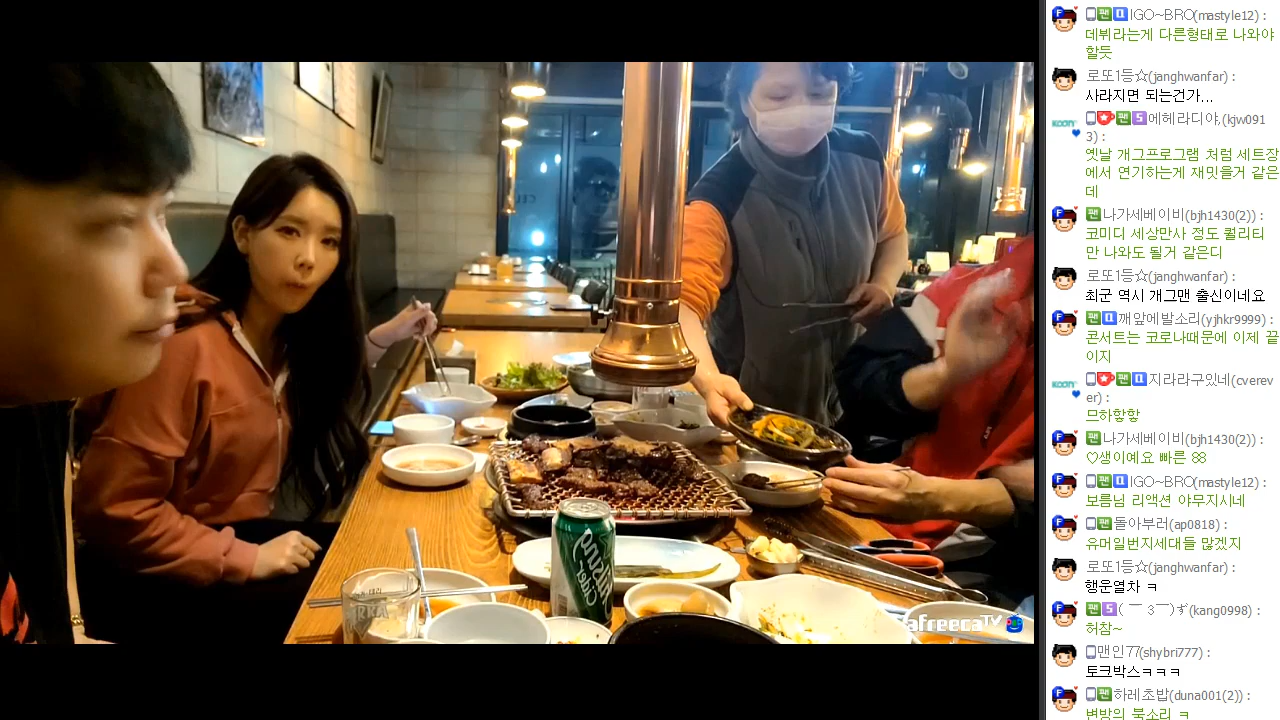 IGO~BRO(mastyle12) :
데뷔라는게 다른형태로 나와야
할듯
로또1등☆(janghwanfar) :
사라지면 되는건가...
에헤라디야,(kjw091
3) :
옛날 개그프로그램 처럼 세트장
에서 연기하는게 재밋을거 같은
데
나가세베이비(bjh1430(2)) :
코미디 세상만사 정도 퀄리티
만 나와도 될거 같은디
로또1등☆(janghwanfar) :
최군 역시 개그맨 출신이네요
깨앞에발소리(yjhkr9999) :
콘서트는 코로나때문에 이제 끝
이지
지라라구있네(cverev
er) :
므하항항
나가세베이비(bjh1430(2)) :
♡생이예요 빠른 88
IGO~BRO(mastyle12) :
보름님 리액션 야무지시네
돌아부러(ap0818) :
유머일번지세대들 많겠지
로또1등☆(janghwanfar) :
행운열차 ㅋ
(kang0998) :
허참~
맨인77(shybri777) :
토크박스ㅋㅋㅋ
하레초밥(duna001(2)) :
변방의 북소리 ㅋ
Chilsung
Cider
afreecaTV